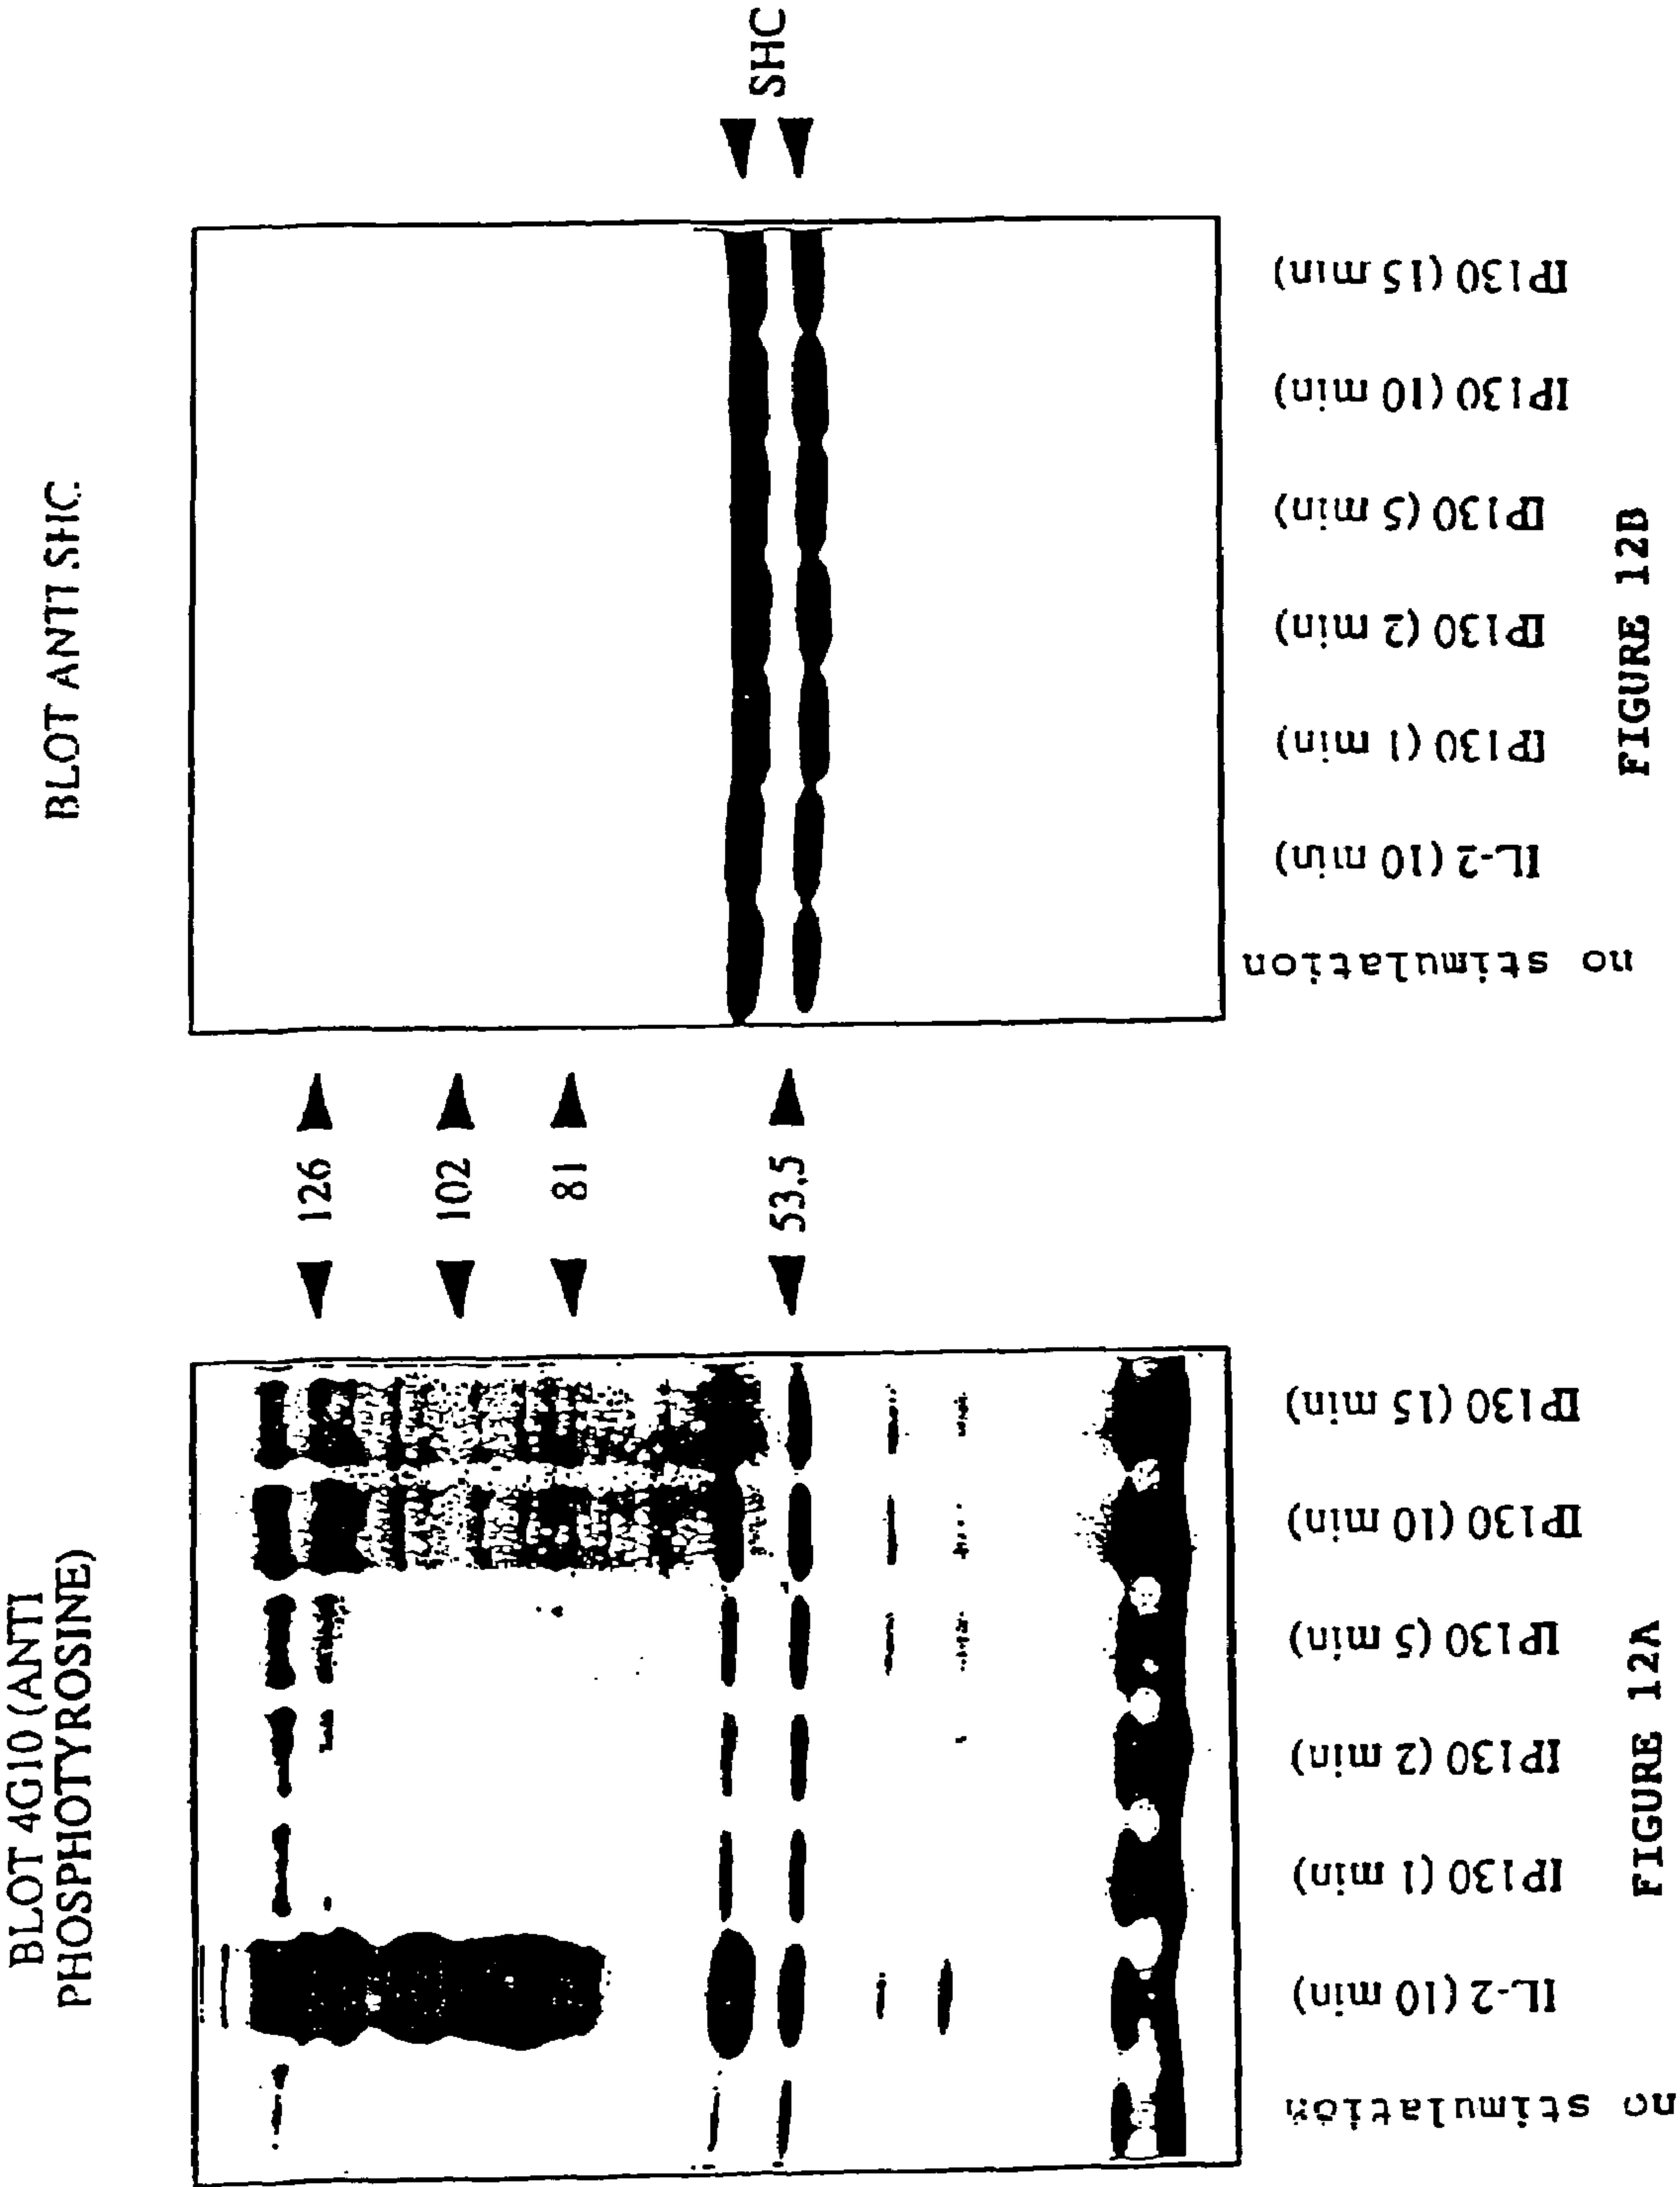 BLOT 4G10 (ANTI
PHOSPHOTYROSINE)
126
102
81
53,5
no stimulation
IL-2 (10 min)
IP130 (1 min)
IP130 (2 min)
IP130 (5 min)
IP130 (10 min)
IP130 (15 min)
FIGURE 12A
BLOT ANTI SHC.
SHC
no stimulation
IL-2 (10 min)
IP130 (1 min)
IP130 (2 min)
IP130 (5 min)
IP130 (10 min)
IP130 (15 min)
FIGURE 12B